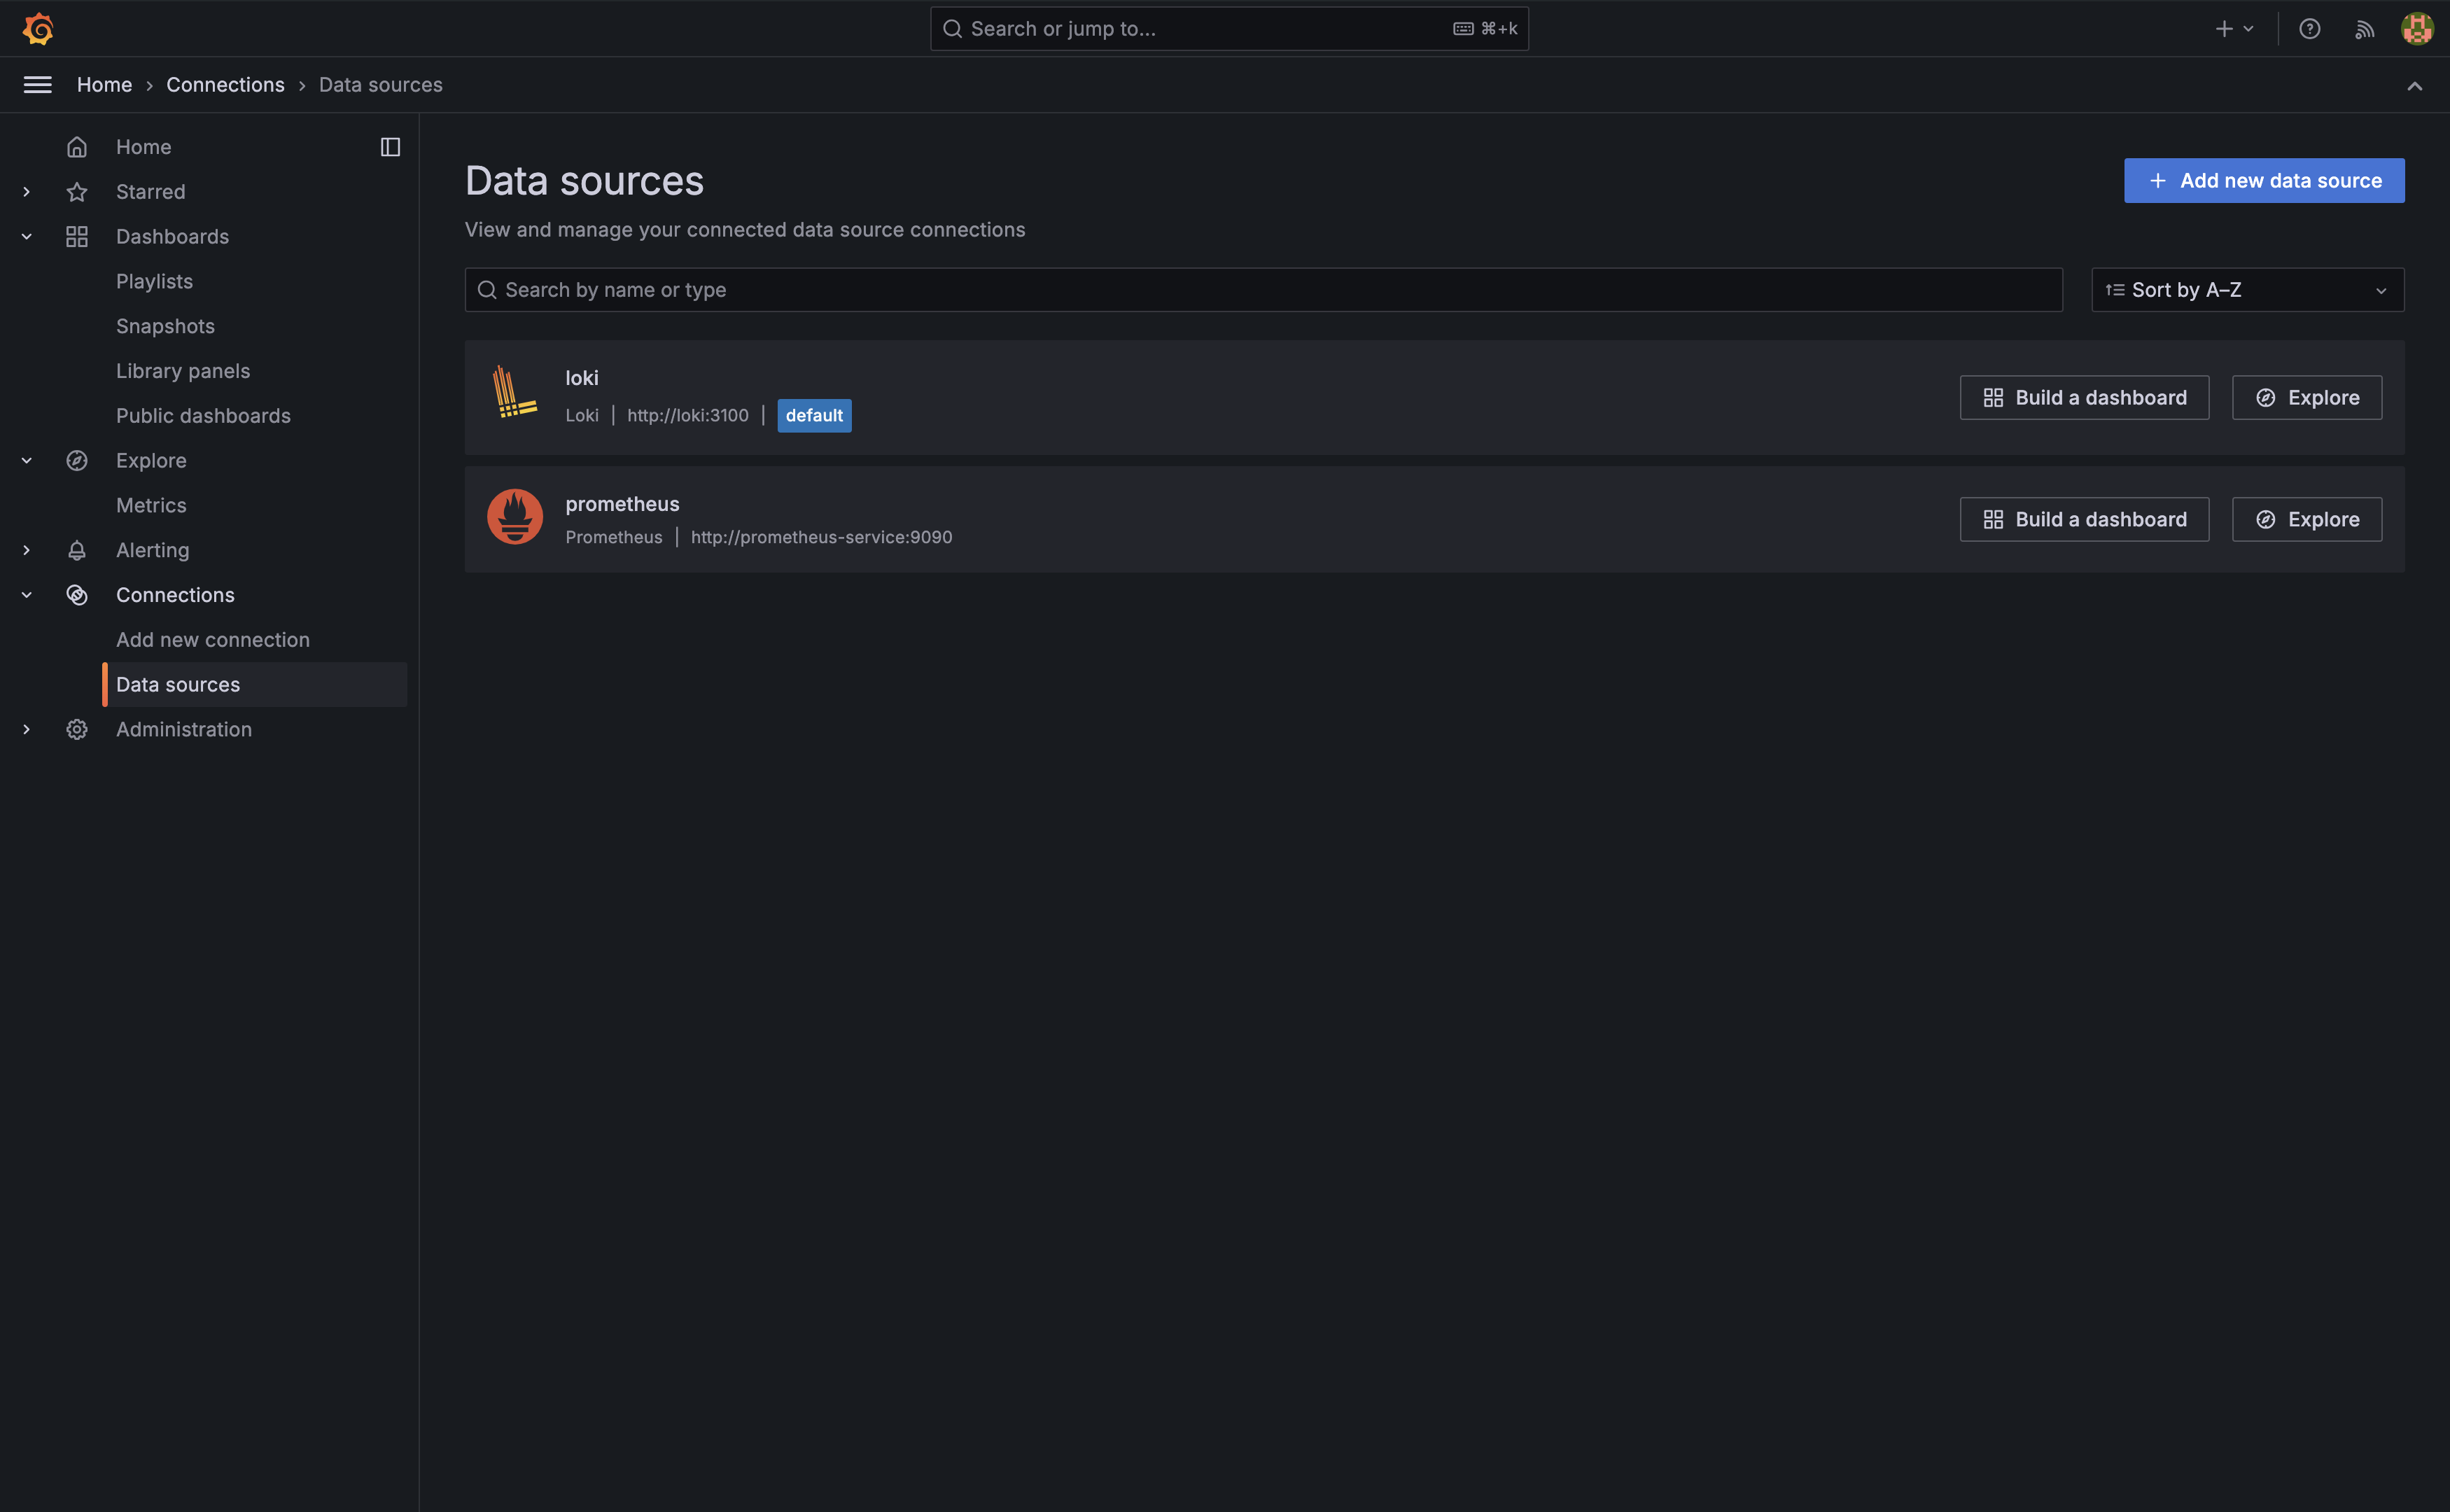 Search or jump to...
⌘+k
Home
Connections
Data sources
Home
Starred
Dashboards
Playlists
Snapshots
Library panels
Public dashboards
Explore
Metrics
Alerting
Connections
Add new connection
Data sources
Administration
Data sources
Add new data source
View and manage your connected data source connections
Search by name or type
Sort by A–Z
loki
Loki | http://loki:3100 | default
Build a dashboard
Explore
prometheus
Prometheus | http://prometheus-service:9090
Build a dashboard
Explore